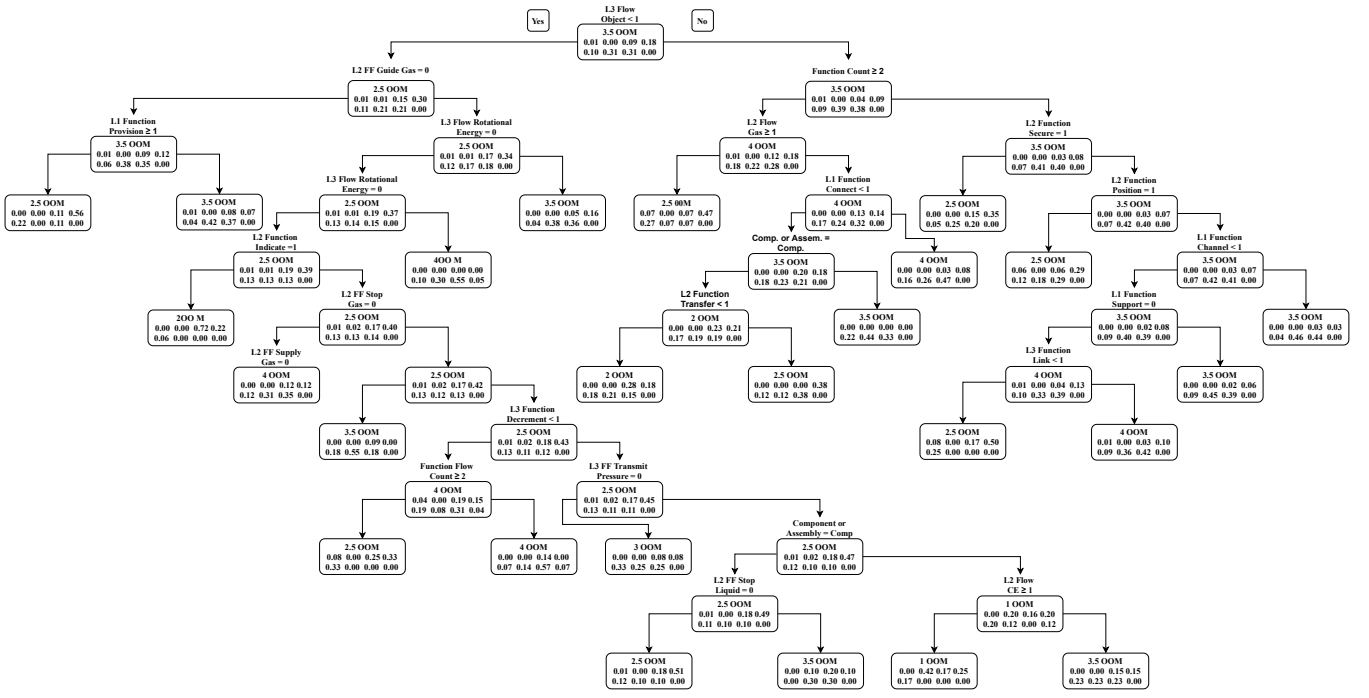 L3 Flow
Object < 1
Yes
No
3.5 OOM
0.01 0.00 0.09 0.18
0.10 0.31 0.31 0.00
L2 FF Guide Gas = 0
2.5 OOM
0.01 0.01 0.15 0.30
0.11 0.21 0.21 0.00
Function Count ≥ 2
3.5 OOM
0.01 0.00 0.04 0.09
0.09 0.39 0.38 0.00
L1 Function
Provision ≥ 1
3.5 OOM
0.01 0.00 0.09 0.12
0.06 0.38 0.35 0.00
L3 Flow Rotational
Energy = 0
2.5 OOM
0.01 0.01 0.17 0.34
0.12 0.17 0.18 0.00
L2 Flow
Gas ≥ 1
4 OOM
0.01 0.00 0.12 0.18
0.18 0.22 0.28 0.00
L2 Function
Secure = 1
3.5 OOM
0.00 0.00 0.03 0.08
0.07 0.41 0.40 0.00
2.5 OOM
0.00 0.00 0.11 0.56
0.22 0.00 0.11 0.00
3.5 OOM
0.01 0.00 0.08 0.07
0.04 0.42 0.37 0.00
L3 Flow Rotational
Energy = 0
2.5 OOM
0.01 0.01 0.19 0.37
0.13 0.14 0.15 0.00
3.5 OOM
0.00 0.00 0.05 0.16
0.04 0.38 0.36 0.00
2.5 00M
0.07 0.00 0.07 0.47
0.27 0.07 0.07 0.00
L1 Function
Connect < 1
4 OOM
0.00 0.00 0.13 0.14
0.17 0.24 0.32 0.00
2.5 OOM
0.00 0.00 0.15 0.35
0.05 0.25 0.20 0.00
L2 Function
Position = 1
3.5 OOM
0.00 0.00 0.03 0.07
0.07 0.42 0.40 0.00
L2 Function
Indicate =1
2.5 OOM
0.01 0.01 0.19 0.39
0.13 0.13 0.13 0.00
4OO M
0.00 0.00 0.00 0.00
0.10 0.30 0.55 0.05
Comp. or Assem. =
Comp.
3.5 OOM
0.00 0.00 0.20 0.18
0.18 0.23 0.21 0.00
4 OOM
0.00 0.00 0.03 0.08
0.16 0.26 0.47 0.00
2.5 OOM
0.06 0.00 0.06 0.29
0.12 0.18 0.29 0.00
L1 Function
Channel < 1
3.5 OOM
0.00 0.00 0.03 0.07
0.07 0.42 0.41 0.00
2OO M
0.00 0.00 0.72 0.22
0.06 0.00 0.00 0.00
L2 FF Stop
Gas = 0
2.5 OOM
0.01 0.02 0.17 0.40
0.13 0.13 0.14 0.00
L2 Function
Transfer < 1
2 OOM
0.00 0.00 0.23 0.21
0.17 0.19 0.19 0.00
3.5 OOM
0.00 0.00 0.00 0.00
0.22 0.44 0.33 0.00
L1 Function
Support = 0
3.5 OOM
0.00 0.00 0.02 0.08
0.09 0.40 0.39 0.00
3.5 OOM
0.00 0.00 0.03 0.03
0.04 0.46 0.44 0.00
L2 FF Supply
Gas = 0
4 OOM
0.00 0.00 0.12 0.12
0.12 0.31 0.35 0.00
2.5 OOM
0.01 0.02 0.17 0.42
0.13 0.12 0.13 0.00
2 OOM
0.00 0.00 0.28 0.18
0.18 0.21 0.15 0.00
2.5 OOM
0.00 0.00 0.00 0.38
0.12 0.12 0.38 0.00
L3 Function
Link < 1
4 OOM
0.01 0.00 0.04 0.13
0.10 0.33 0.39 0.00
3.5 OOM
0.00 0.00 0.02 0.06
0.09 0.45 0.39 0.00
3.5 OOM
0.00 0.00 0.09 0.00
0.18 0.55 0.18 0.00
L3 Function
Decrement < 1
2.5 OOM
0.01 0.02 0.18 0.43
0.13 0.11 0.12 0.00
2.5 OOM
0.08 0.00 0.17 0.50
0.25 0.00 0.00 0.00
4 OOM
0.01 0.00 0.03 0.10
0.09 0.36 0.42 0.00
Function Flow
Count ≥ 2
4 OOM
0.04 0.00 0.19 0.15
0.19 0.08 0.31 0.04
L3 FF Transmit
Pressure = 0
2.5 OOM
0.01 0.02 0.17 0.45
0.13 0.11 0.11 0.00
2.5 OOM
0.08 0.00 0.25 0.33
0.33 0.00 0.00 0.00
4 OOM
0.00 0.00 0.14 0.00
0.07 0.14 0.57 0.07
3 OOM
0.00 0.00 0.08 0.08
0.33 0.25 0.25 0.00
Component or
Assembly = Comp
2.5 OOM
0.01 0.02 0.18 0.47
0.12 0.10 0.10 0.00
L2 FF Stop
Liquid = 0
2.5 OOM
0.01 0.00 0.18 0.49
0.11 0.10 0.10 0.00
L2 Flow
CE ≥ 1
1 OOM
0.00 0.20 0.16 0.20
0.20 0.12 0.00 0.12
2.5 OOM
0.01 0.00 0.18 0.51
0.12 0.10 0.10 0.00
3.5 OOM
0.00 0.10 0.20 0.10
0.00 0.30 0.30 0.00
1 OOM
0.00 0.42 0.17 0.25
0.17 0.00 0.00 0.00
3.5 OOM
0.00 0.00 0.15 0.15
0.23 0.23 0.23 0.00